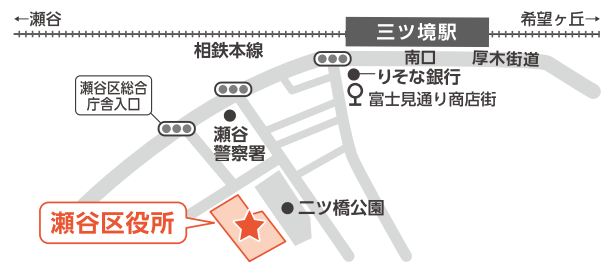 ←瀬谷
希望ヶ丘→
三ツ境駅
相鉄本線
南口
厚木街道
りそな銀行
富士見通り商店街
瀬谷区総合
庁舎入口
瀬谷
警察署
二ツ橋公園
瀬谷区役所